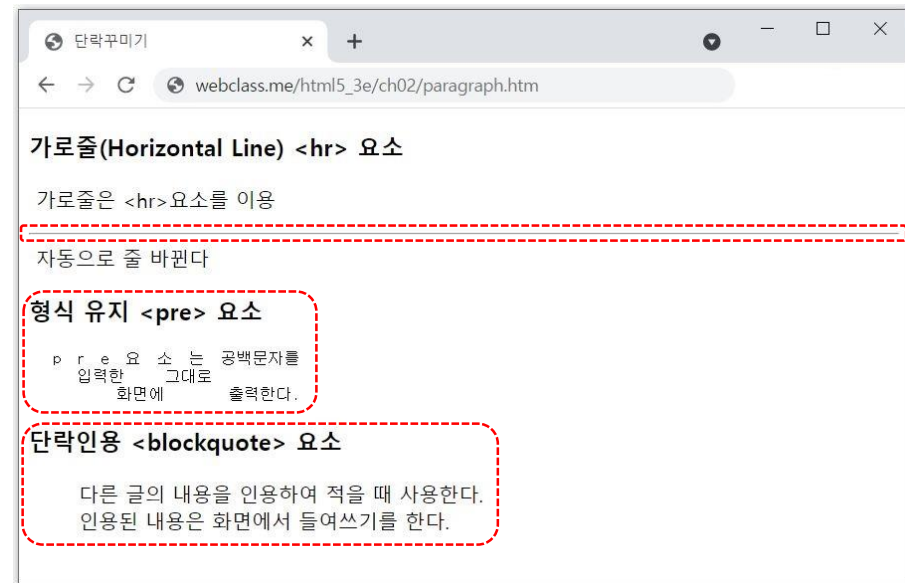 단락꾸미기
webclass.me/html5_3e/ch02/paragraph.htm
가로줄(Horizontal Line) <hr> 요소
가로줄은 <hr>요소를 이용
자동으로 줄 바뀐다
형식 유지 <pre> 요소
p r e 요 소 는 공백문자를
입력한 그대로
화면에 출력한다.
단락인용 <blockquote> 요소
다른 글의 내용을 인용하여 적을 때 사용한다.
인용된 내용은 화면에서 들여쓰기를 한다.